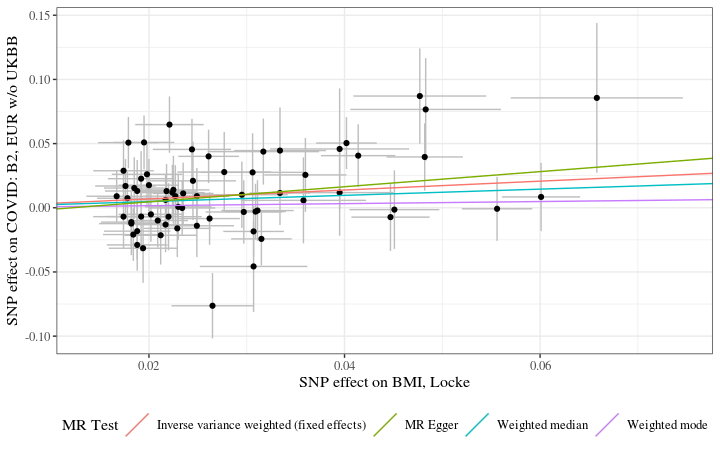 SNP effect on COVID: B2, EUR w/o UKBB
0.15
0.10
0.05
0.00
-0.05
-0.10
0.02
0.04
0.06
SNP effect on BMI, Locke
MR Test
Inverse variance weighted (fixed effects)
MR Egger
Weighted median
Weighted mode